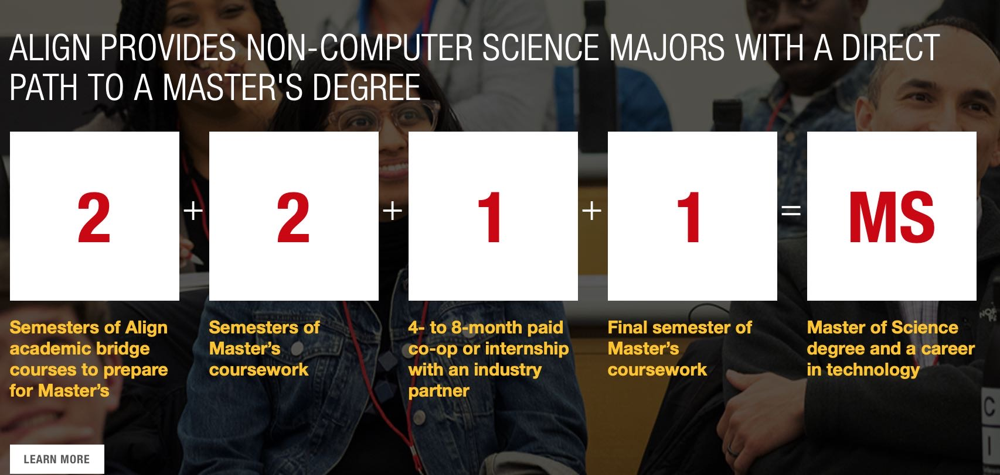 ALIGN PROVIDES NON-COMPUTER SCIENCE MAJORS WITH A DIRECT
PATH TO A MASTER'S DEGREE
2 + 2 + 1 + 1 = MS
Semesters of Align
academic bridge
courses to prepare
for Master’s
Semesters of
Master’s
coursework
4- to 8-month paid
co-op or internship
with an industry
partner
Final semester of
Master’s
coursework
Master of Science
degree and a career
in technology
LEARN MORE